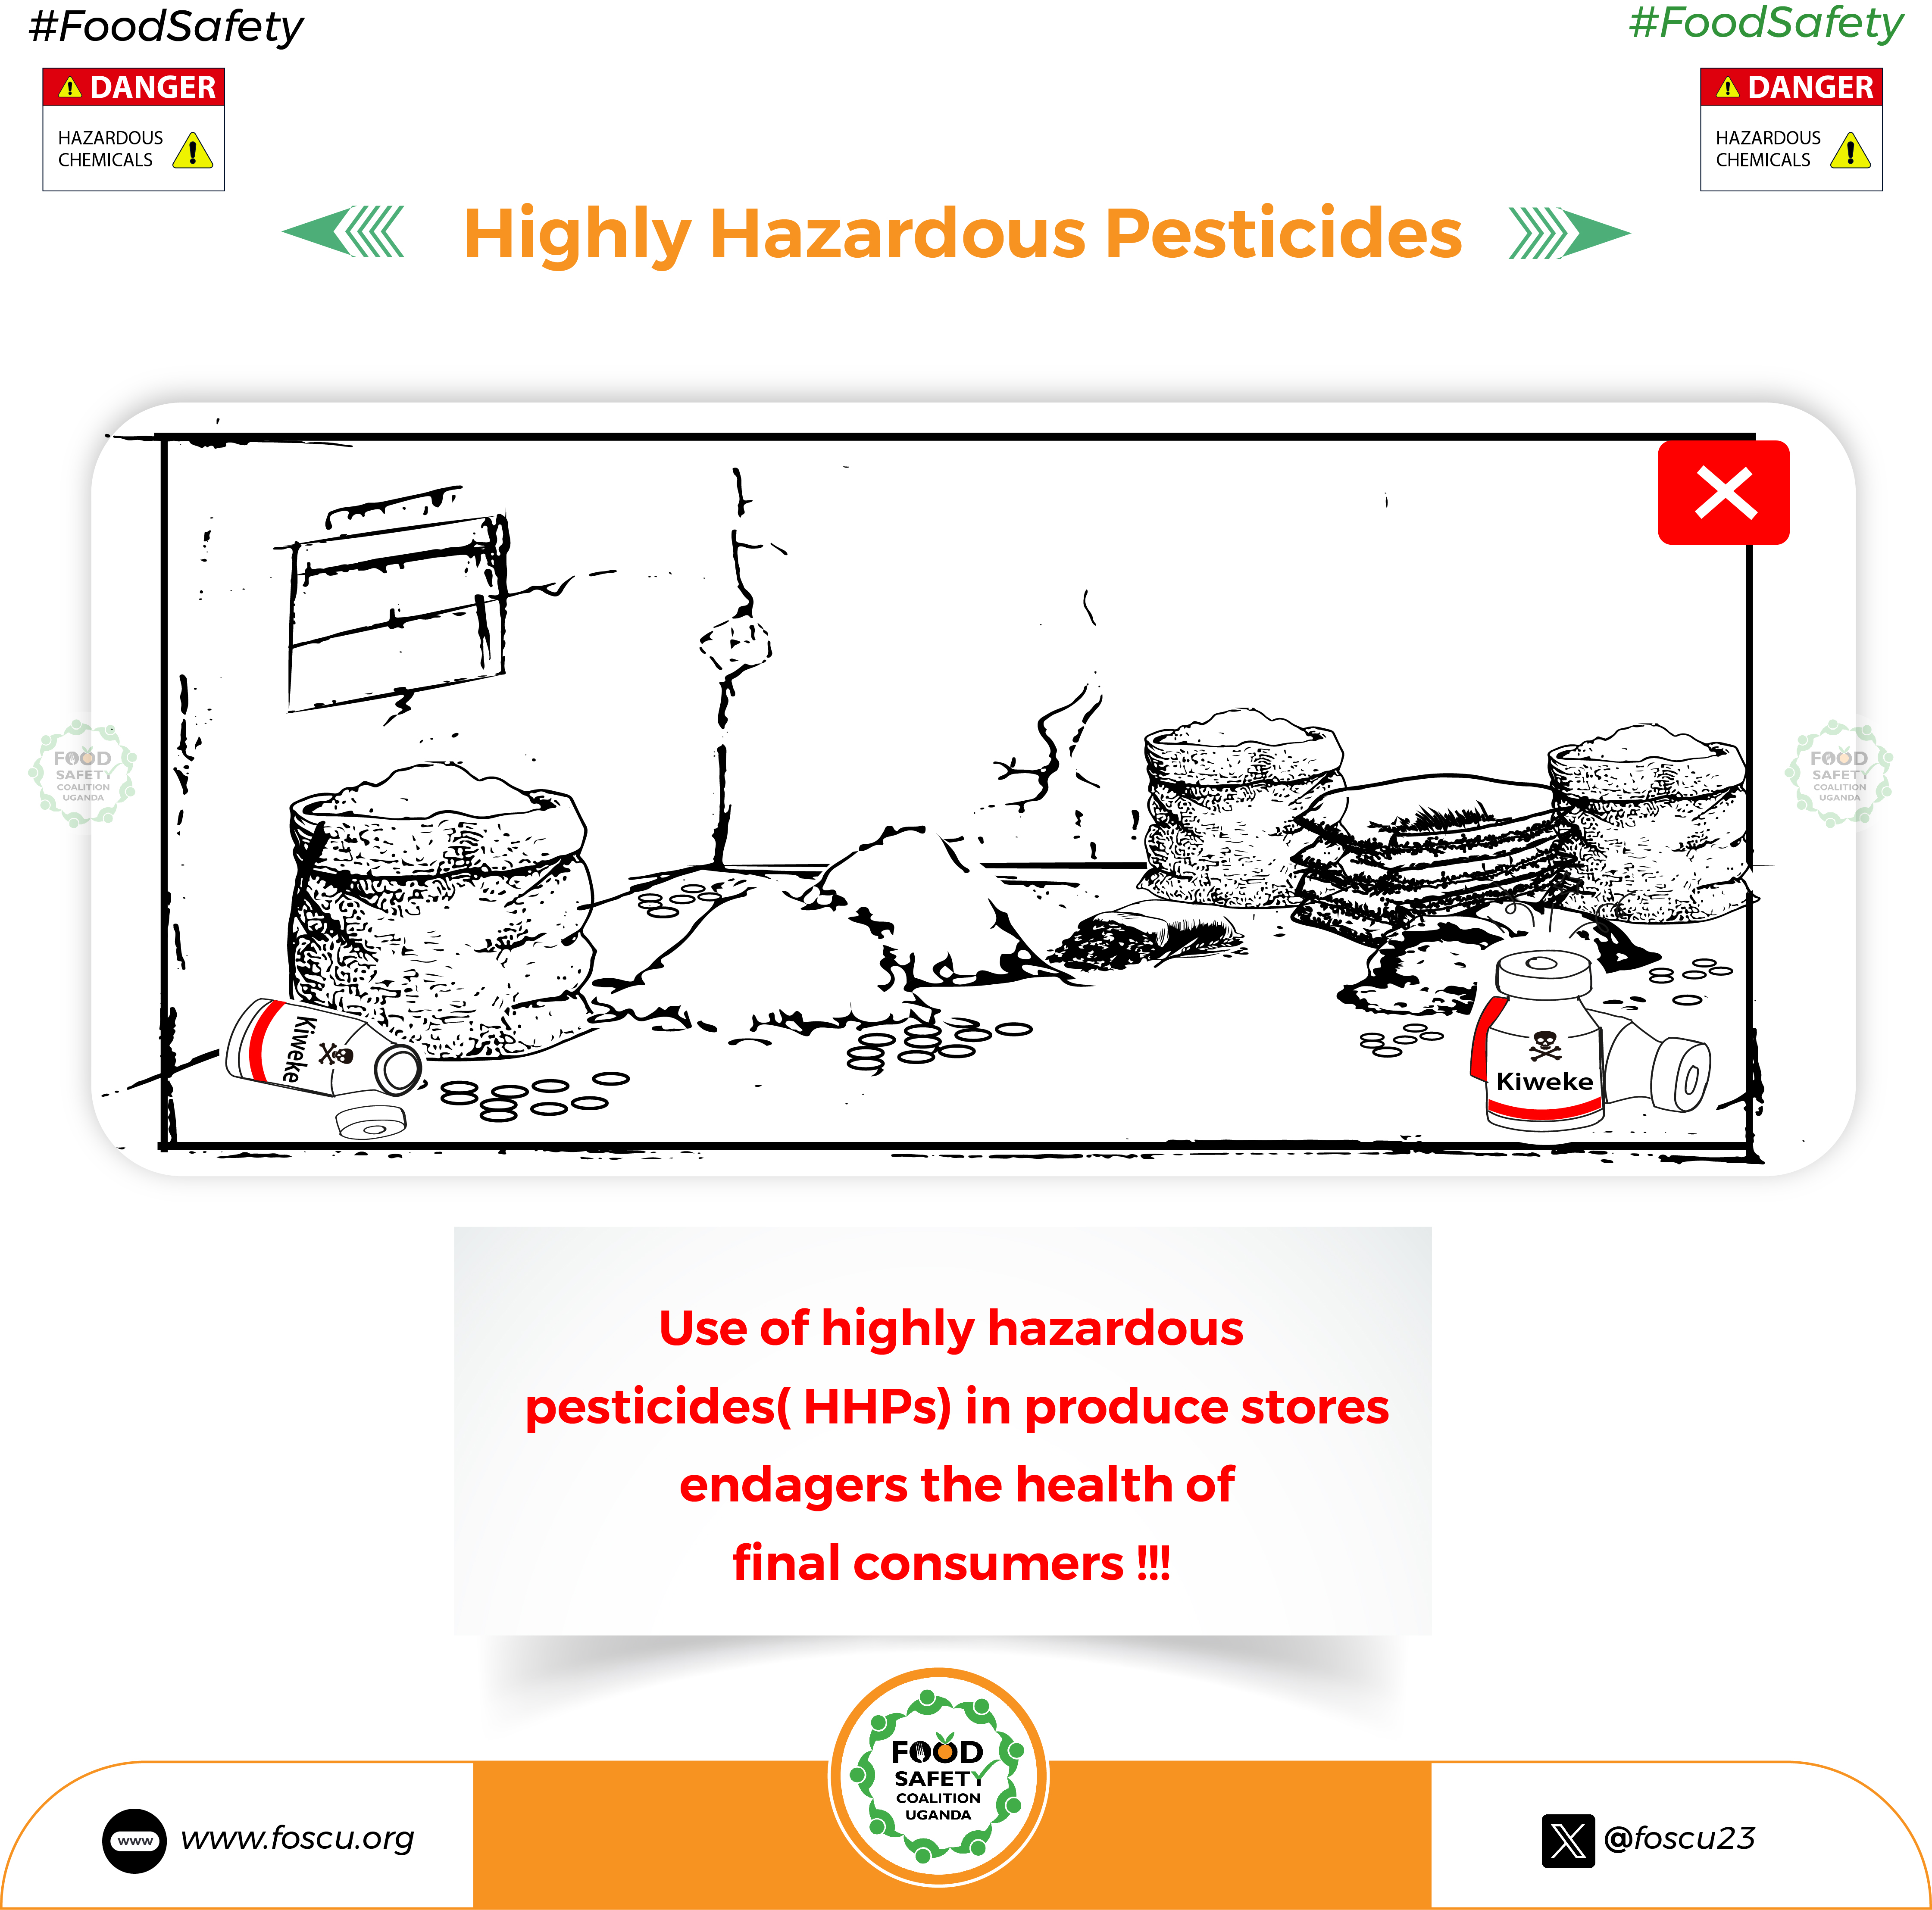 #FoodSafety
#FoodSafety
DANGER
HAZARDOUS
CHEMICALS
DANGER
HAZARDOUS
CHEMICALS
Highly Hazardous Pesticides
FOOD
SAFETY
COALITION
UGANDA
FOOD
SAFETY
COALITION
UGANDA
Kiweke
Kiweke
Use of highly hazardous
pesticides( HHPs) in produce stores
endagers the health of
final consumers !!!
FOOD
SAFETY
COALITION
UGANDA
www
www.foscu.org
@foscu23